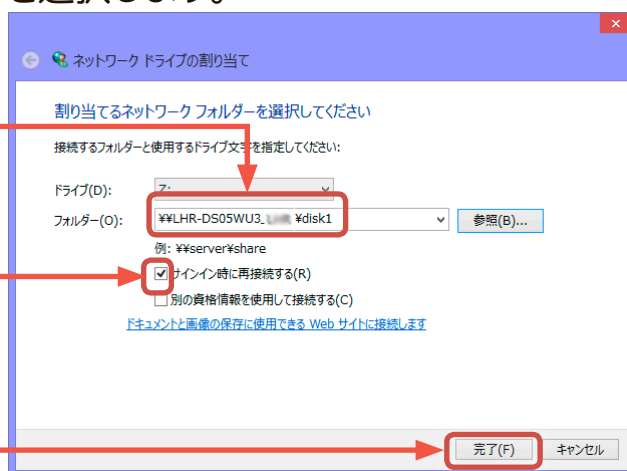 を選択します。
ネットワーク ドライブの割り当て
割り当てるネットワーク フォルダーを選択してください
接続するフォルダーと使用するドライブ文字を指定してください:
ドライブ(D): Z:
フォルダー(O): ¥¥LHR-DS05WU3_ ¥disk1 参照(B)...
例: ¥¥server¥share
サインイン時に再接続する(R)
別の資格情報を使用して接続する(C)
ドキュメントと画像の保存に使用できる Web サイトに接続します
完了(F) キャンセル